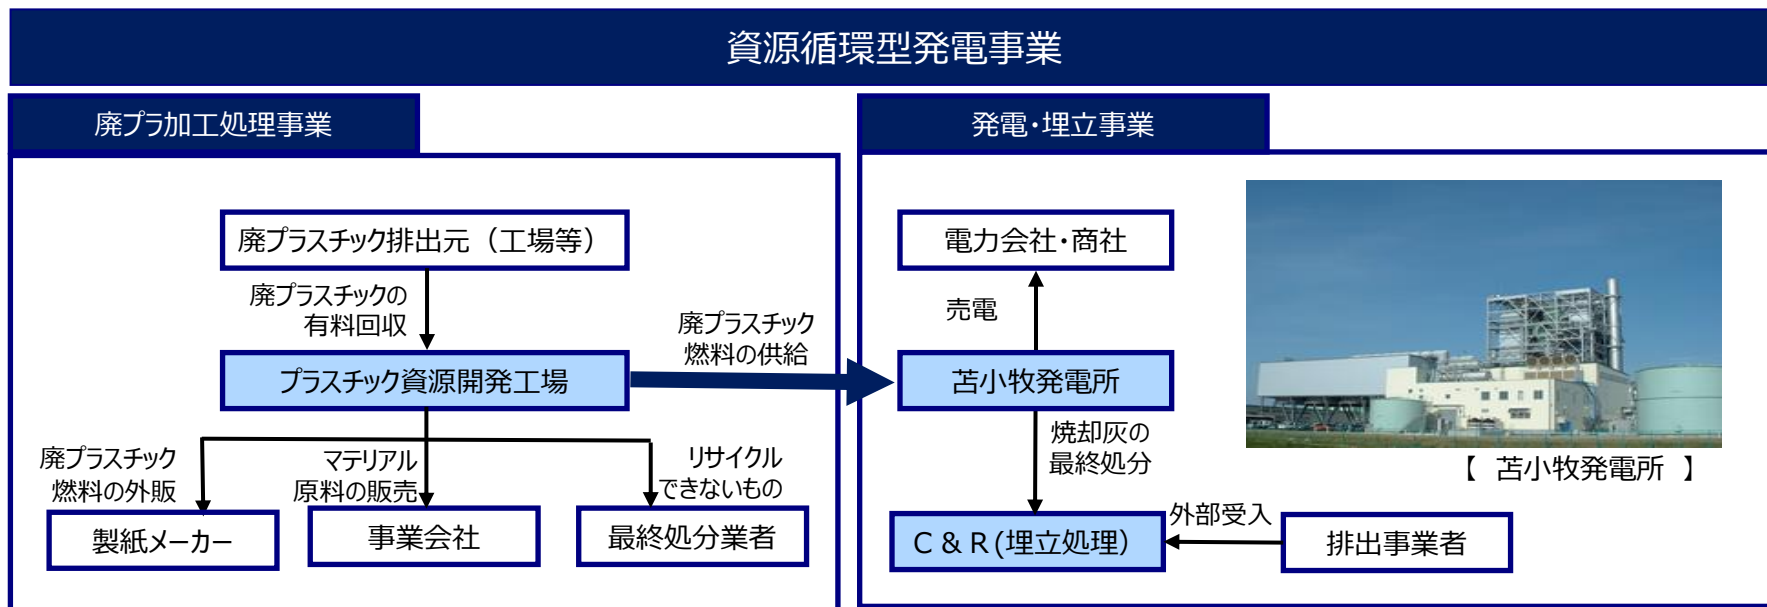 資源循環型発電事業
廃プラ加工処理事業
廃プラスチック排出元（工場等）
廃プラスチックの
有料回収
プラスチック資源開発工場
廃プラスチック
燃料の供給
廃プラスチック
燃料の外販
マテリアル
原料の販売
リサイクル
できないもの
製紙メーカー
事業会社
最終処分業者
発電・埋立事業
電力会社・商社
売電
苫小牧発電所
焼却灰の
最終処分
C & R (埋立処理）
外部受入
排出事業者
【 苫小牧発電所 】